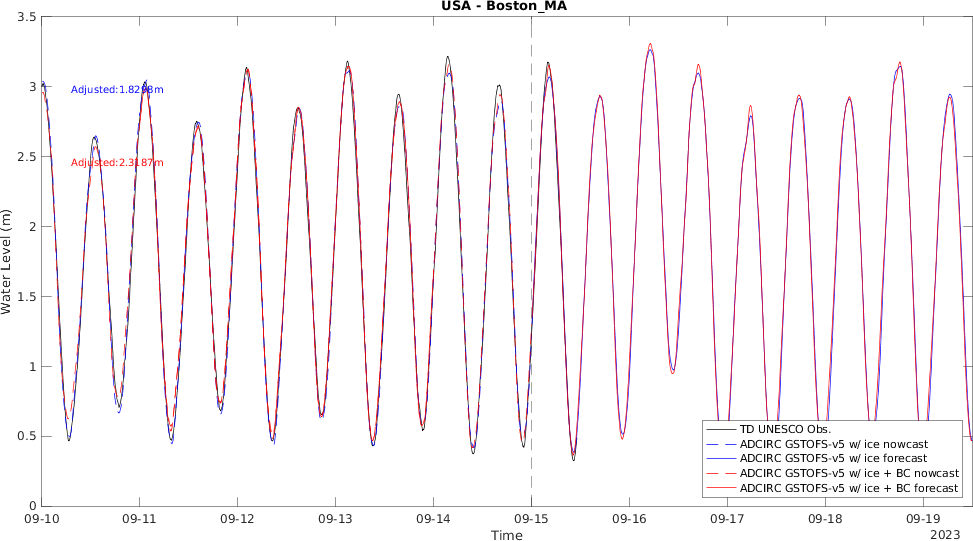 USA - Boston_MA
3.5
3
2.5
2
1.5
1
0.5
0
Water Level (m)
Adjusted:1.8298m
Adjusted:2.3187m
TD UNESCO Obs.
ADCIRC GSTOFS-v5 w/ ice nowcast
ADCIRC GSTOFS-v5 w/ ice forecast
ADCIRC GSTOFS-v5 w/ ice + BC nowcast
ADCIRC GSTOFS-v5 w/ ice + BC forecast
09-10 09-11 09-12 09-13 09-14 09-15 09-16 09-17 09-18 09-19
Time
2023